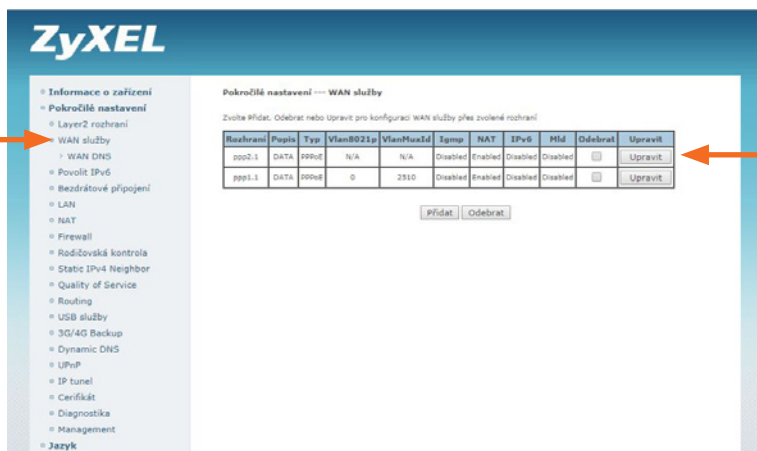 ZyXEL
Informace o zařízení
Pokročilé nastavení
Layer2 rozhraní
WAN služby
WAN DNS
Povolit IPv6
Bezdrátové připojení
LAN
NAT
Firewall
Rodičovská kontrola
Static IPv4 Neighbor
Quality of Service
Routing
USB služby
3G/4G Backup
Dynamic DNS
UPnP
IP tunel
Cerifikát
Diagnostika
Management
Jazyk
Pokročilé nastavení --- WAN služby
Zvolte Přidat, Odebrat nebo Upravit pro konfiguraci WAN služby přes zvolené rozhraní
Rozhraní Popis Typ Vlan8021p VlanMuxId Igmp NAT IPv6 Mld Odebrat Upravit
ppp2.1 DATA PPPoE N/A N/A Disabled Enabled Disabled Disabled Upravit
ppp1.1 DATA PPPoE 0 2510 Disabled Enabled Disabled Disabled Upravit
Přidat Odebrat